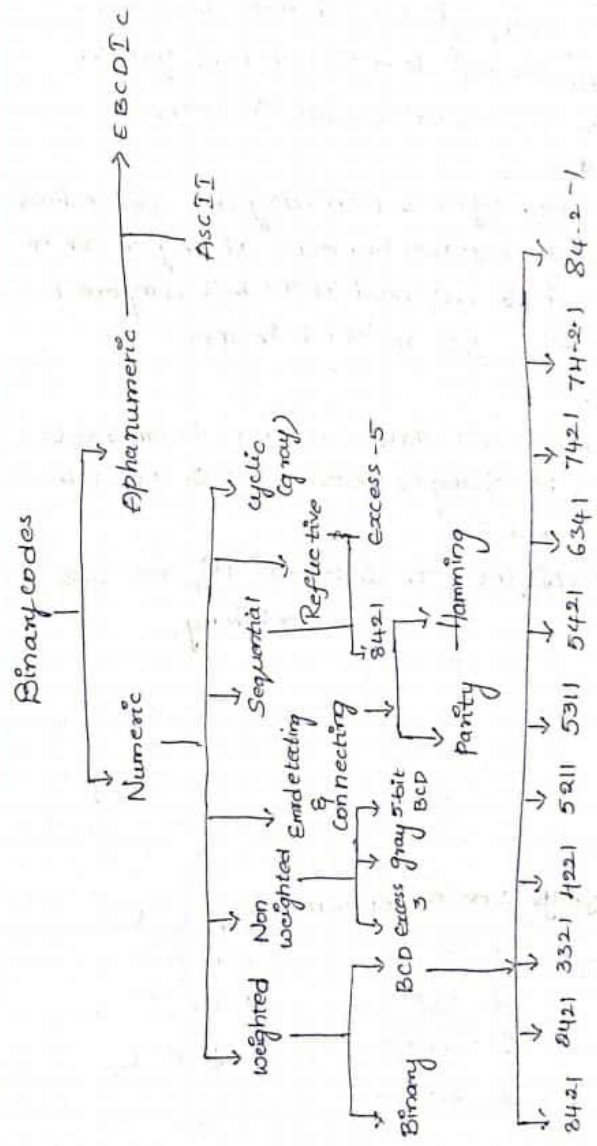 Binary codes
Numeric
Aphanumeric
ASCII
EBCDIC
Weighted
Non weighted
Error detecting & Connecting
Sequential
Reflective
Cyclic (gray)
Binary
BCD
excess 3
gray
5-bit BCD
Parity
Hamming
8421
Excess-5
8421
2421
3321
4221
5211
5311
5421
6341
7421
74-2-1
84-2-1